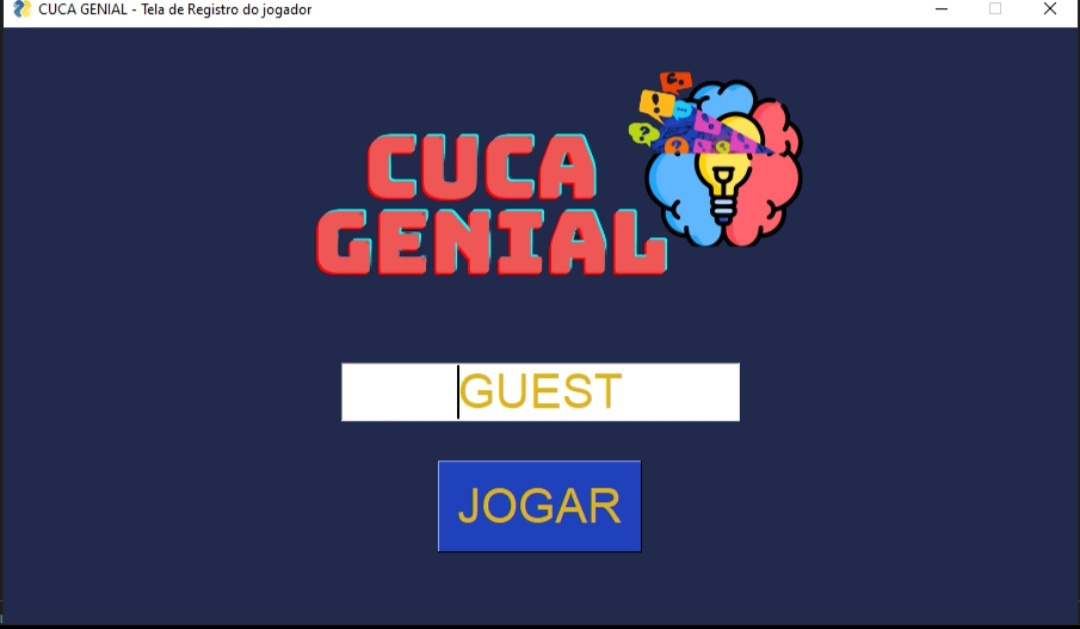 CUCA GENIAL - Tela de Registro do jogador
CUCA
GENIAL
GUEST
JOGAR